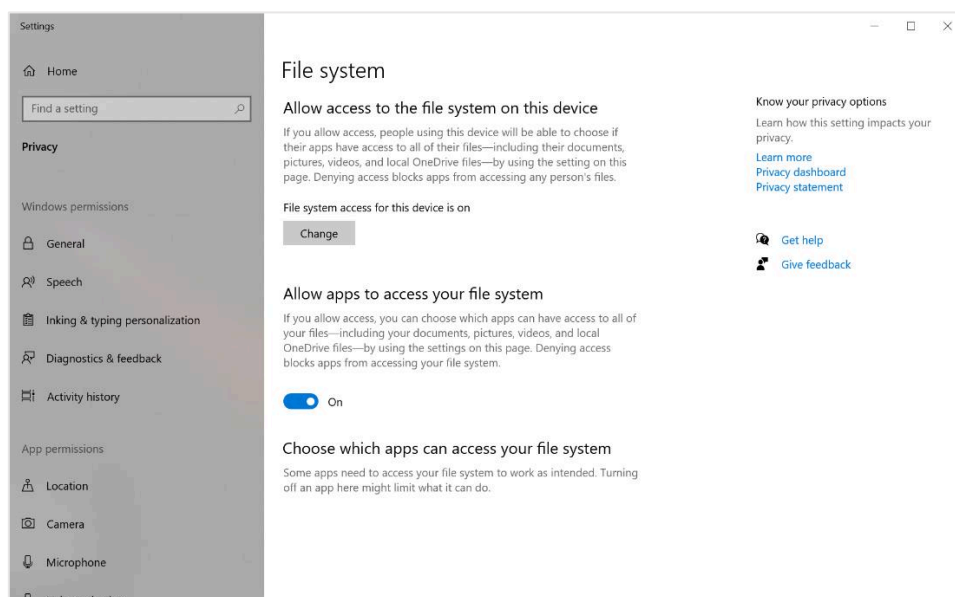 Settings
Home
Find a setting
Privacy
Windows permissions
General
Speech
Inking & typing personalization
Diagnostics & feedback
Activity history
App permissions
Location
Camera
Microphone
File system
Allow access to the file system on this device
If you allow access, people using this device will be able to choose if
their apps have access to all of their files—including their documents,
pictures, videos, and local OneDrive files—by using the setting on this
page. Denying access blocks apps from accessing any person's files.
File system access for this device is on
Change
Allow apps to access your file system
If you allow access, you can choose which apps can have access to all of
your files—including your documents, pictures, videos, and local
OneDrive files—by using the settings on this page. Denying access
blocks apps from accessing your file system.
On
Choose which apps can access your file system
Some apps need to access your file system to work as intended. Turning
off an app here might limit what it can do.
Know your privacy options
Learn how this setting impacts your
privacy.
Learn more
Privacy dashboard
Privacy statement
Get help
Give feedback